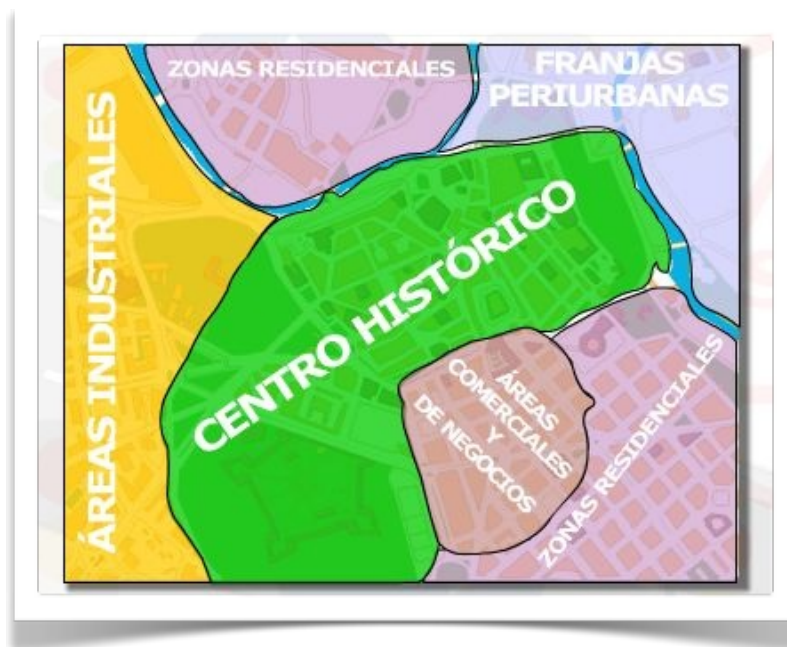 ZONAS RESIDENCIALES
FRANJAS
PERIURBANAS
ÁREAS INDUSTRIALES
CENTRO HISTÓRICO
ÁREAS
COMERCIALES
Y
DE NEGOCIOS
ZONAS RESIDENCIALES